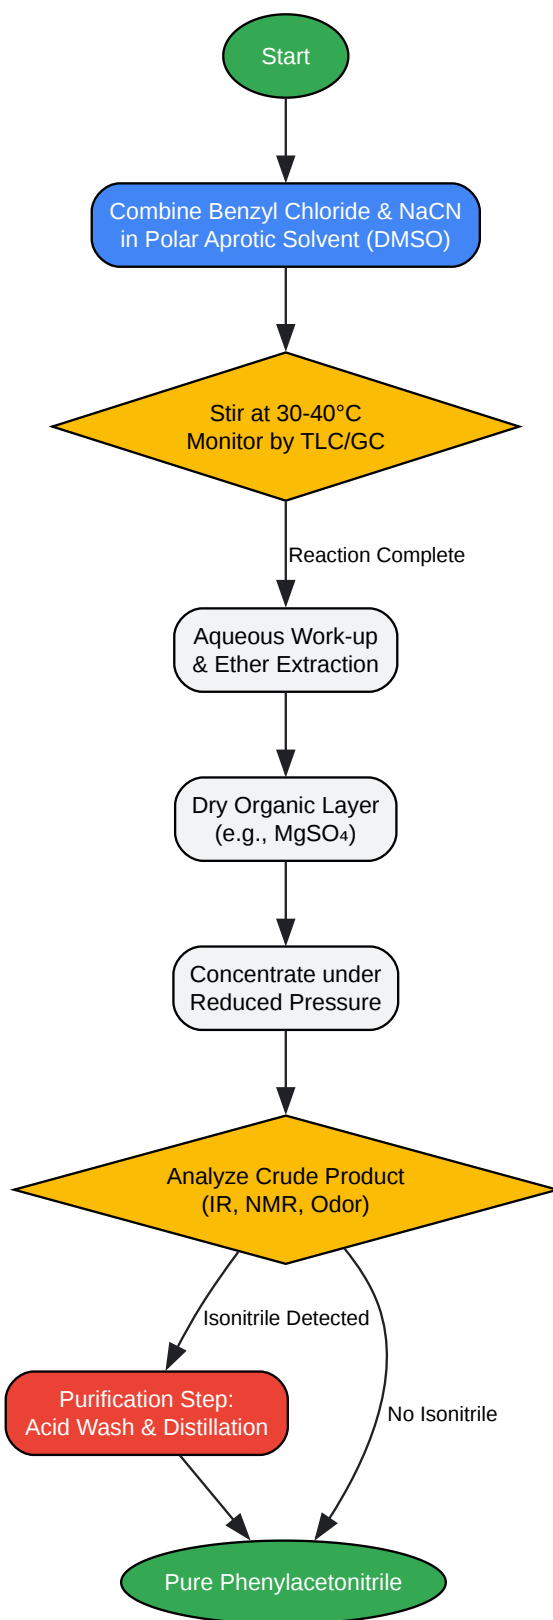 Start
Combine Benzyl Chloride & NaCN
in Polar Aprotic Solvent (DMSO)
Stir at 30-40°C
Monitor by TLC/GC
Reaction Complete
Aqueous Work-up
& Ether Extraction
Dry Organic Layer
(e.g., MgSO₄)
Concentrate under
Reduced Pressure
Analyze Crude Product
(IR, NMR, Odor)
Isonitrile Detected
Purification Step:
Acid Wash & Distillation
No Isonitrile
Pure Phenylacetonitrile